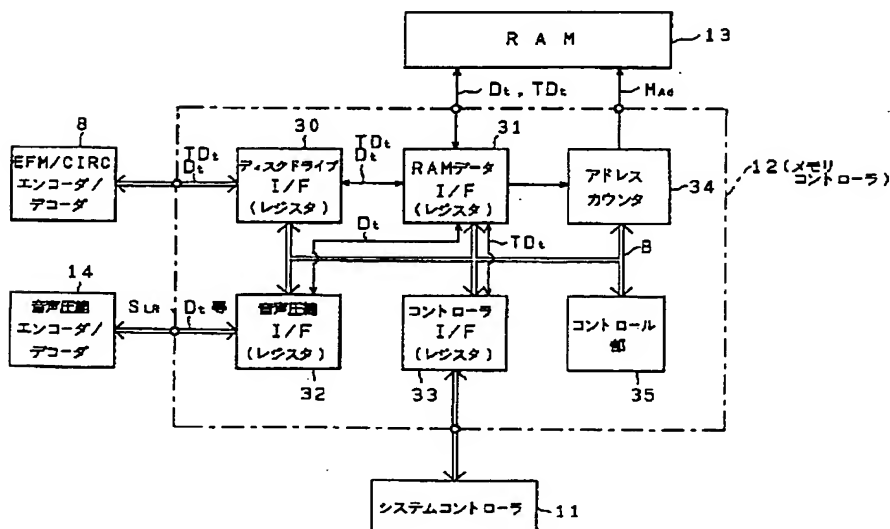 RAM
13
Dt, TDt
MAd
8
EFM/CIRC
エンコーダ/
デコーダ
TDt
Dt
30
ディスクドライブ
I/F
(レジスタ)
TDt
Dt
31
RAMデータ
I/F
(レジスタ)
アドレス
カウンタ
34
12(メモリ
コントローラ)
Dt
TDt
B
14
音声圧縮
エンコーダ/
デコーダ
SLR
Dt等
音声圧縮
I/F
(レジスタ)
32
コントローラ
I/F
(レジスタ)
33
コントロール
部
35
システムコントローラ
11